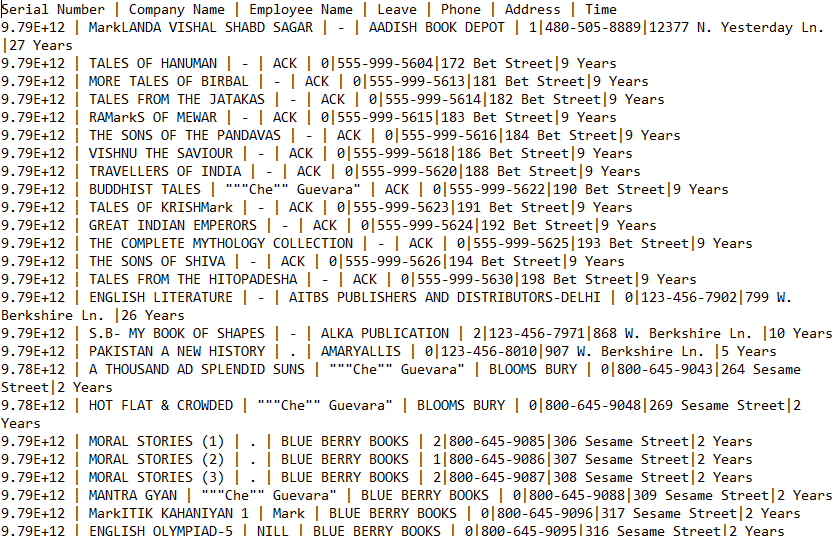 Serial Number | Company Name | Employee Name | Leave | Phone | Address | Time
9.79E+12 | MarkLANDA VISHAL SHABD SAGAR | - | AADISH BOOK DEPOT | 1|480-505-8889|12377 N. Yesterday Ln.
|27 Years
9.79E+12 | TALES OF HANUMAN | - | ACK | 0|555-999-5604|172 Bet Street|9 Years
9.79E+12 | MORE TALES OF BIRBAL | - | ACK | 0|555-999-5613|181 Bet Street|9 Years
9.79E+12 | TALES FROM THE JATAKAS | - | ACK | 0|555-999-5614|182 Bet Street|9 Years
9.79E+12 | RAMarkS OF MEWAR | - | ACK | 0|555-999-5615|183 Bet Street|9 Years
9.79E+12 | THE SONS OF THE PANDAVAS | - | ACK | 0|555-999-5616|184 Bet Street|9 Years
9.79E+12 | VISHNU THE SAVIOUR | - | ACK | 0|555-999-5618|186 Bet Street|9 Years
9.79E+12 | TRAVELLERS OF INDIA | - | ACK | 0|555-999-5620|188 Bet Street|9 Years
9.79E+12 | BUDDHIST TALES | """Che"" Guevara" | ACK | 0|555-999-5622|190 Bet Street|9 Years
9.79E+12 | TALES OF KRISHMark | - | ACK | 0|555-999-5623|191 Bet Street|9 Years
9.79E+12 | GREAT INDIAN EMPERORS | - | ACK | 0|555-999-5624|192 Bet Street|9 Years
9.79E+12 | THE COMPLETE MYTHOLOGY COLLECTION | - | ACK | 0|555-999-5625|193 Bet Street|9 Years
9.79E+12 | THE SONS OF SHIVA | - | ACK | 0|555-999-5626|194 Bet Street|9 Years
9.79E+12 | TALES FROM THE HITOPADESHA | - | ACK | 0|555-999-5630|198 Bet Street|9 Years
9.79E+12 | ENGLISH LITERATURE | - | AITBS PUBLISHERS AND DISTRIBUTORS-DELHI | 0|123-456-7902|799 W.
Berkshire Ln. |26 Years
9.79E+12 | S.B- MY BOOK OF SHAPES | - | ALKA PUBLICATION | 2|123-456-7971|868 W. Berkshire Ln. |10 Years
9.79E+12 | PAKISTAN A NEW HISTORY | . | AMARYALLIS | 0|123-456-8010|907 W. Berkshire Ln. |5 Years
9.78E+12 | A THOUSAND AD SPLENDID SUNS | """Che"" Guevara" | BLOOMS BURY | 0|800-645-9043|264 Sesame
Street|2 Years
9.78E+12 | HOT FLAT & CROWDED | """Che"" Guevara" | BLOOMS BURY | 0|800-645-9048|269 Sesame Street|2
Years
9.79E+12 | MORAL STORIES (1) | . | BLUE BERRY BOOKS | 2|800-645-9085|306 Sesame Street|2 Years
9.79E+12 | MORAL STORIES (2) | . | BLUE BERRY BOOKS | 1|800-645-9086|307 Sesame Street|2 Years
9.79E+12 | MORAL STORIES (3) | . | BLUE BERRY BOOKS | 2|800-645-9087|308 Sesame Street|2 Years
9.79E+12 | MANTRA GYAN | """Che"" Guevara" | BLUE BERRY BOOKS | 0|800-645-9088|309 Sesame Street|2 Years
9.79E+12 | MarkITIK KAHANIYAN 1 | Mark | BLUE BERRY BOOKS | 0|800-645-9096|317 Sesame Street|2 Years
9.79E+12 | ENGLISH OLYMPIAD-5 | NILL | BLUE BERRY BOOKS | 0|800-645-9095|316 Sesame Street|2 Years